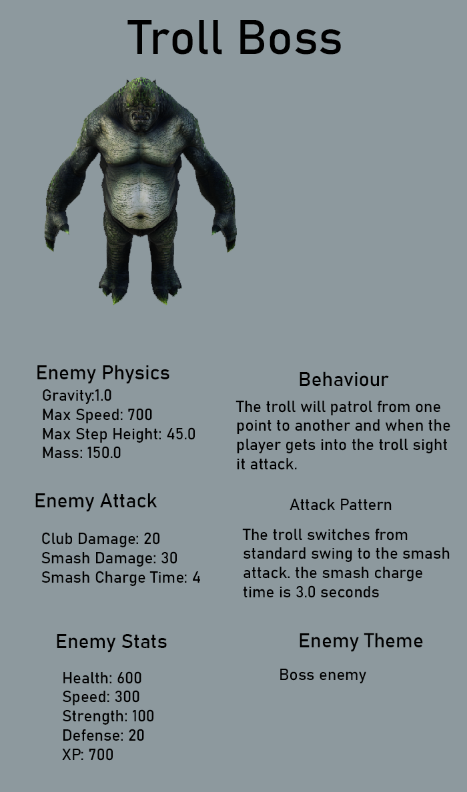 Troll Boss
Enemy Physics
Gravity:1.0
Max Speed: 700
Max Step Height: 45.0
Mass: 150.0
Behaviour
The troll will patrol from one
point to another and when the
player gets into the troll sight
it attack.
Enemy Attack
Club Damage: 20
Smash Damage: 30
Smash Charge Time: 4
Attack Pattern
The troll switches from
standard swing to the smash
attack. the smash charge
time is 3.0 seconds
Enemy Stats
Health: 600
Speed: 300
Strength: 100
Defense: 20
XP: 700
Enemy Theme
Boss enemy